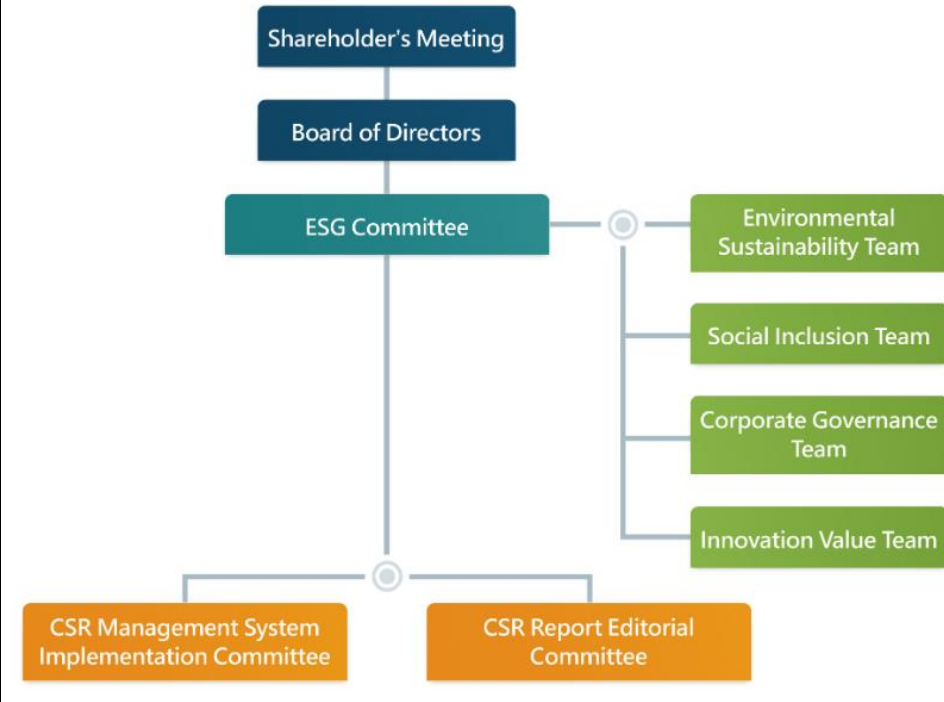 Shareholder's Meeting
Board of Directors
ESG Committee
Environmental
Sustainability Team
Social Inclusion Team
Corporate Governance
Team
Innovation Value Team
CSR Management System
Implementation Committee
CSR Report Editorial
Committee